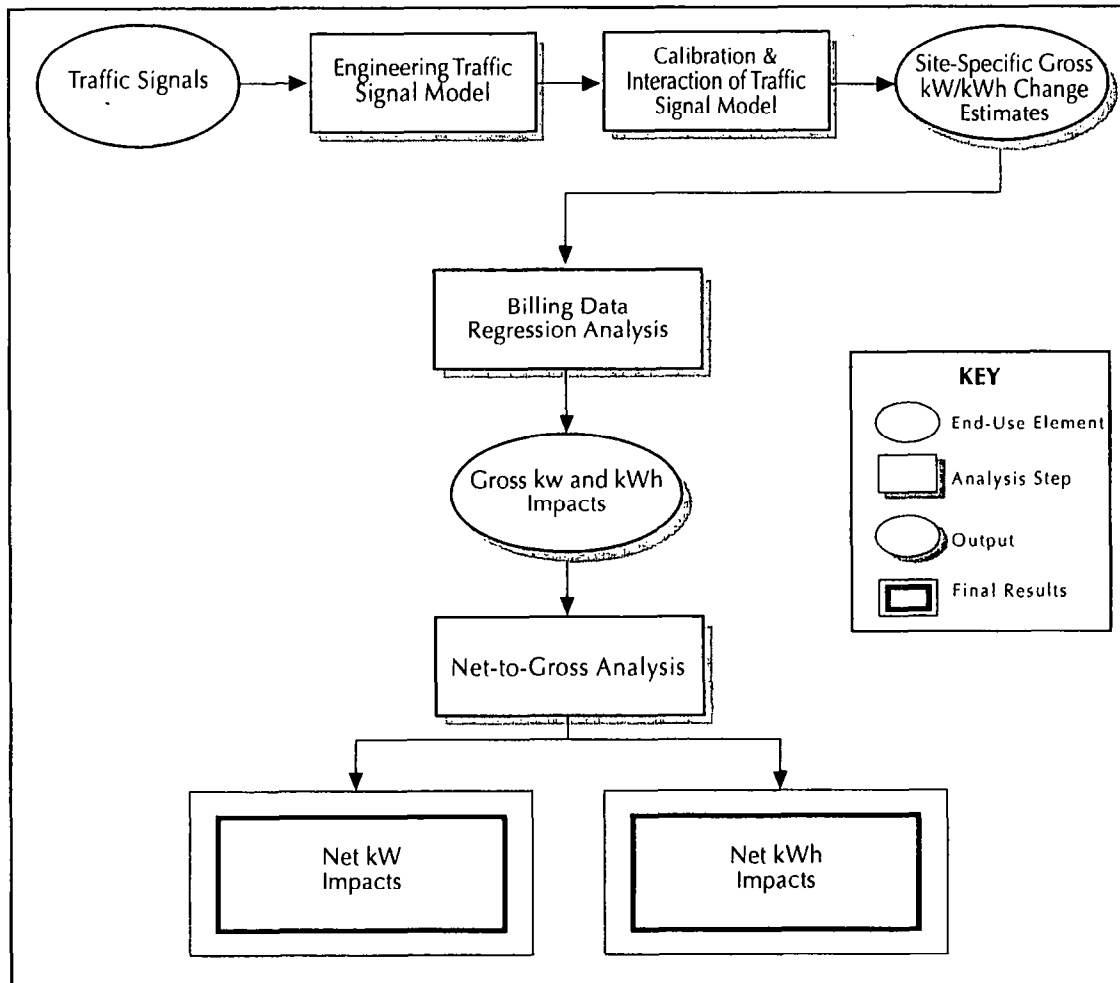 Traffic Signals
Engineering Traffic
Signal Model
Calibration &
Interaction of Traffic
Signal Model
Site-Specific Gross
kW/kWh Change
Estimates
Billing Data
Regression Analysis
Gross kw and kWh
Impacts
Net-to-Gross Analysis
Net kW
Impacts
Net kWh
Impacts
KEY
End-Use Element
Analysis Step
Output
Final Results